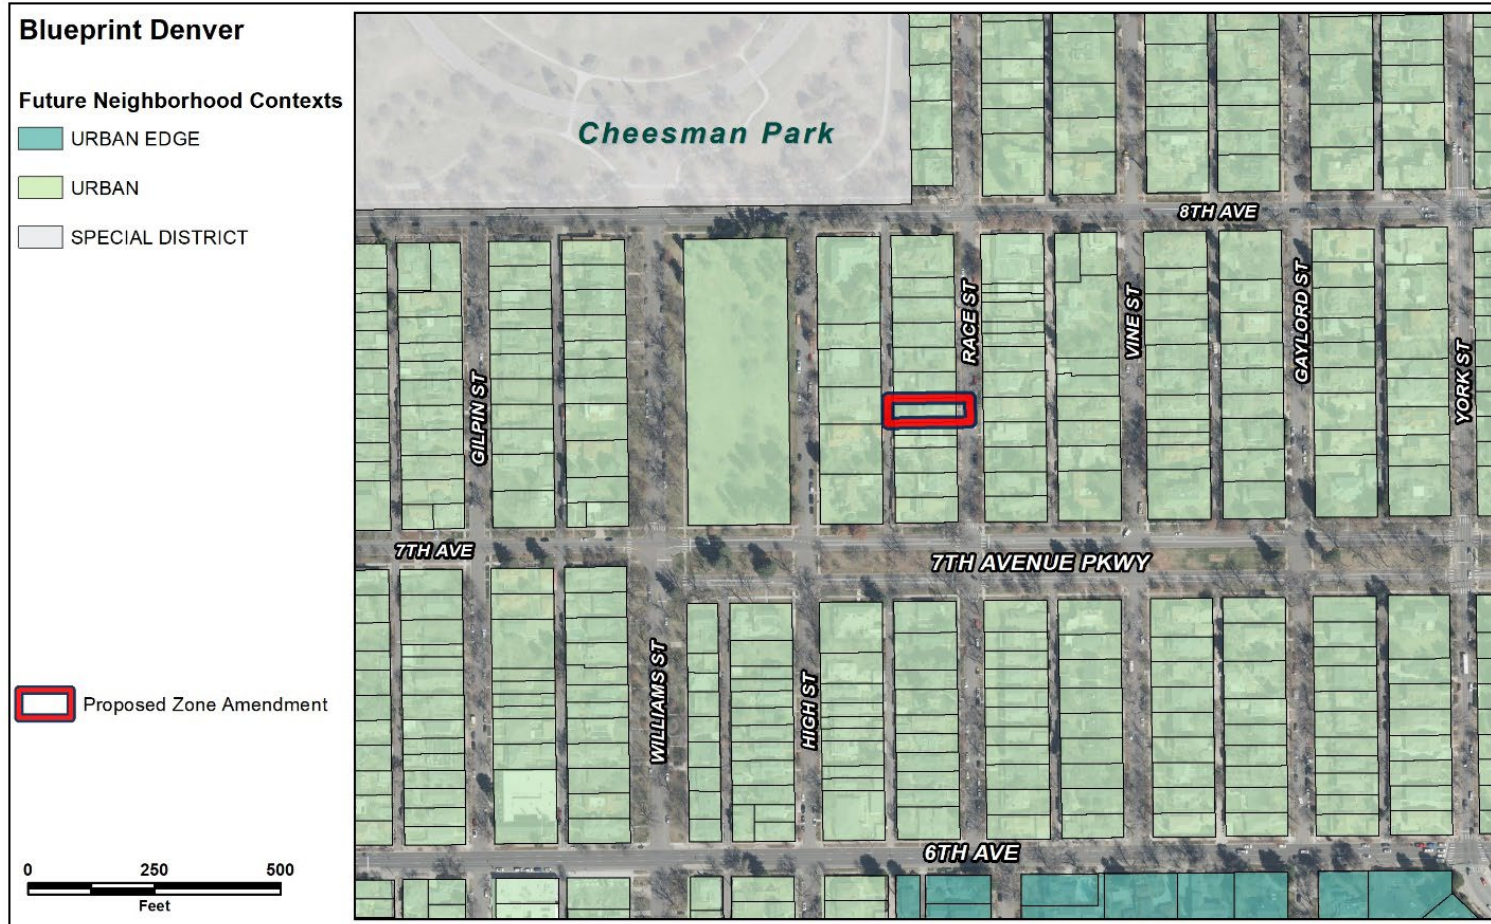 Blueprint Denver
Future Neighborhood Contexts
URBAN EDGE
URBAN
SPECIAL DISTRICT
Proposed Zone Amendment
0 250 500
Feet
Cheesman Park
8TH AVE
RACE ST
VINE ST
GAYLORD ST
YORK ST
GILPIN ST
7TH AVE
7TH AVENUE PKWY
WILLIAMS ST
HIGH ST
6TH AVE